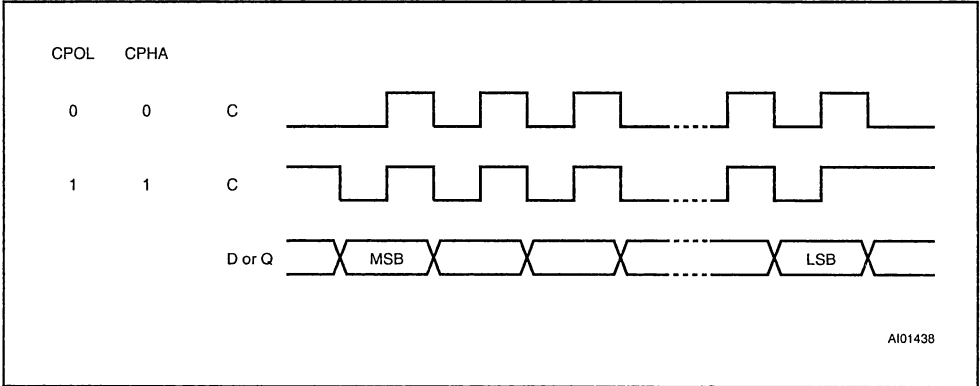 CPOL CPHA
0 0 C
1 1 C
D or Q MSB LSB
AI01438